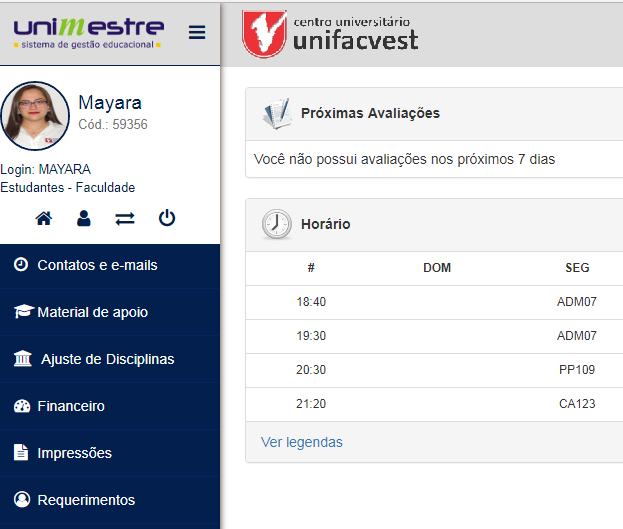 unimestre
sistema de gestão educacional
Mayara
Cód.: 59356
Login: MAYARA
Estudantes - Faculdade
Contatos e e-mails
Material de apoio
Ajuste de Disciplinas
Financeiro
Impressões
Requerimentos
centro universitário
unifacvest
Próximas Avaliações
Você não possui avaliações nos próximos 7 dias
Horário
# DOM SEG
18:40 ADM07
19:30 ADM07
20:30 PP109
21:20 CA123
Ver legendas